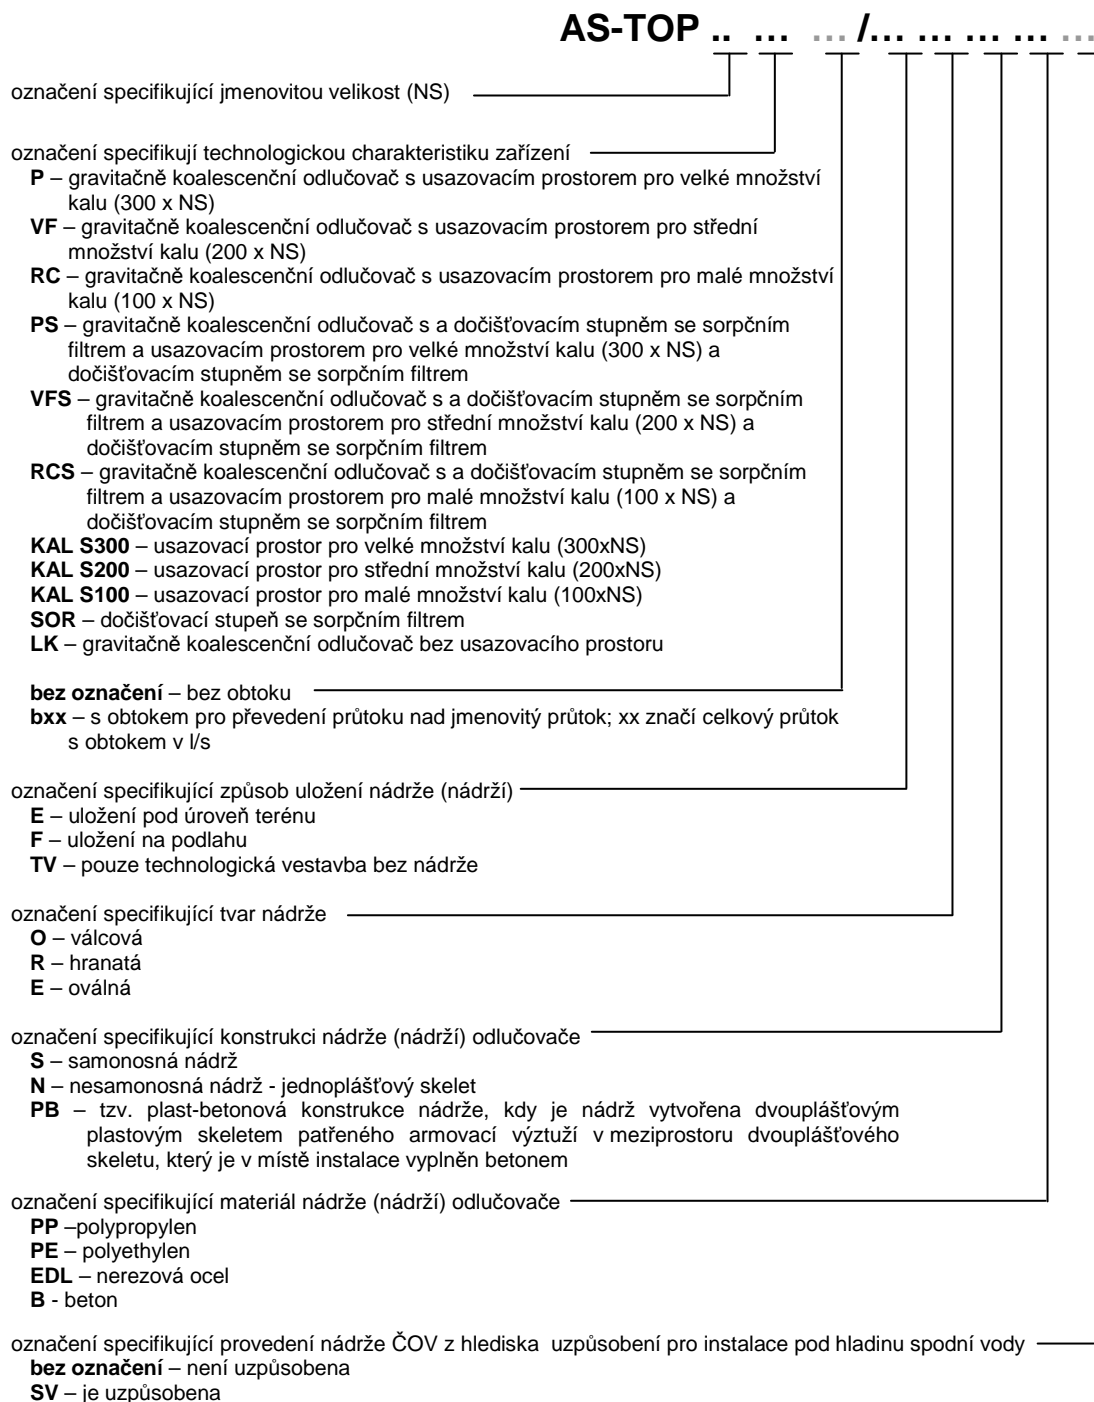 AS-TOP .. ... ... /... ... ... ... ...
označení specifikující jmenovitou velikost (NS)
označení specifikují technologickou charakteristiku zařízení
P – gravitačně koalescenční odlučovač s usazovacím prostorem pro velké množství
kalu (300 x NS)
VF – gravitačně koalescenční odlučovač s usazovacím prostorem pro střední
množství kalu (200 x NS)
RC – gravitačně koalescenční odlučovač s usazovacím prostorem pro malé množství
kalu (100 x NS)
PS – gravitačně koalescenční odlučovač s a dočišťovacím stupněm se sorpčním
filtrem a usazovacím prostorem pro velké množství kalu (300 x NS) a
dočišťovacím stupněm se sorpčním filtrem
VFS – gravitačně koalescenční odlučovač s a dočišťovacím stupněm se sorpčním
filtrem a usazovacím prostorem pro střední množství kalu (200 x NS) a
dočišťovacím stupněm se sorpčním filtrem
RCS – gravitačně koalescenční odlučovač s a dočišťovacím stupněm se sorpčním
filtrem a usazovacím prostorem pro malé množství kalu (100 x NS) a
dočišťovacím stupněm se sorpčním filtrem
KAL S300 – usazovací prostor pro velké množství kalu (300xNS)
KAL S200 – usazovací prostor pro střední množství kalu (200xNS)
KAL S100 – usazovací prostor pro malé množství kalu (100xNS)
SOR – dočišťovací stupeň se sorpčním filtrem
LK – gravitačně koalescenční odlučovač bez usazovacího prostoru
bez označení – bez obtoku
bxx – s obtokem pro převedení průtoku nad jmenovitý průtok; xx značí celkový průtok
s obtokem v l/s
označení specifikující způsob uložení nádrže (nádrží)
E – uložení pod úroveň terénu
F – uložení na podlahu
TV – pouze technologická vestavba bez nádrže
označení specifikující tvar nádrže
O – válcová
R – hranatá
E – oválná
označení specifikující konstrukci nádrže (nádrží) odlučovače
S – samonosná nádrž
N – nesamonosná nádrž - jednoplášťový skelet
PB – tzv. plast-betonová konstrukce nádrže, kdy je nádrž vytvořena dvouplášťovým
plastovým skeletem patřeného armovací výztuží v meziprostoru dvouplášťového
skeletu, který je v místě instalace vyplněn betonem
označení specifikující materiál nádrže (nádrží) odlučovače
PP –polypropylen
PE – polyethylen
EDL – nerezová ocel
B - beton
označení specifikující provedení nádrže ČOV z hlediska uzpůsobení pro instalace pod hladinu spodní vody
bez označení – není uzpůsobena
SV – je uzpůsobena